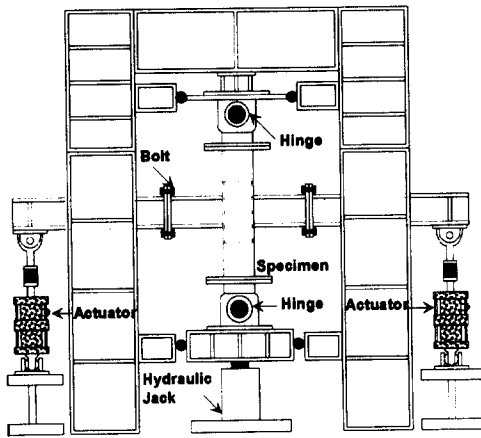 Hinge
Bolt
Specimen
Hinge
Actuator
Actuator
Hydraulic
Jack